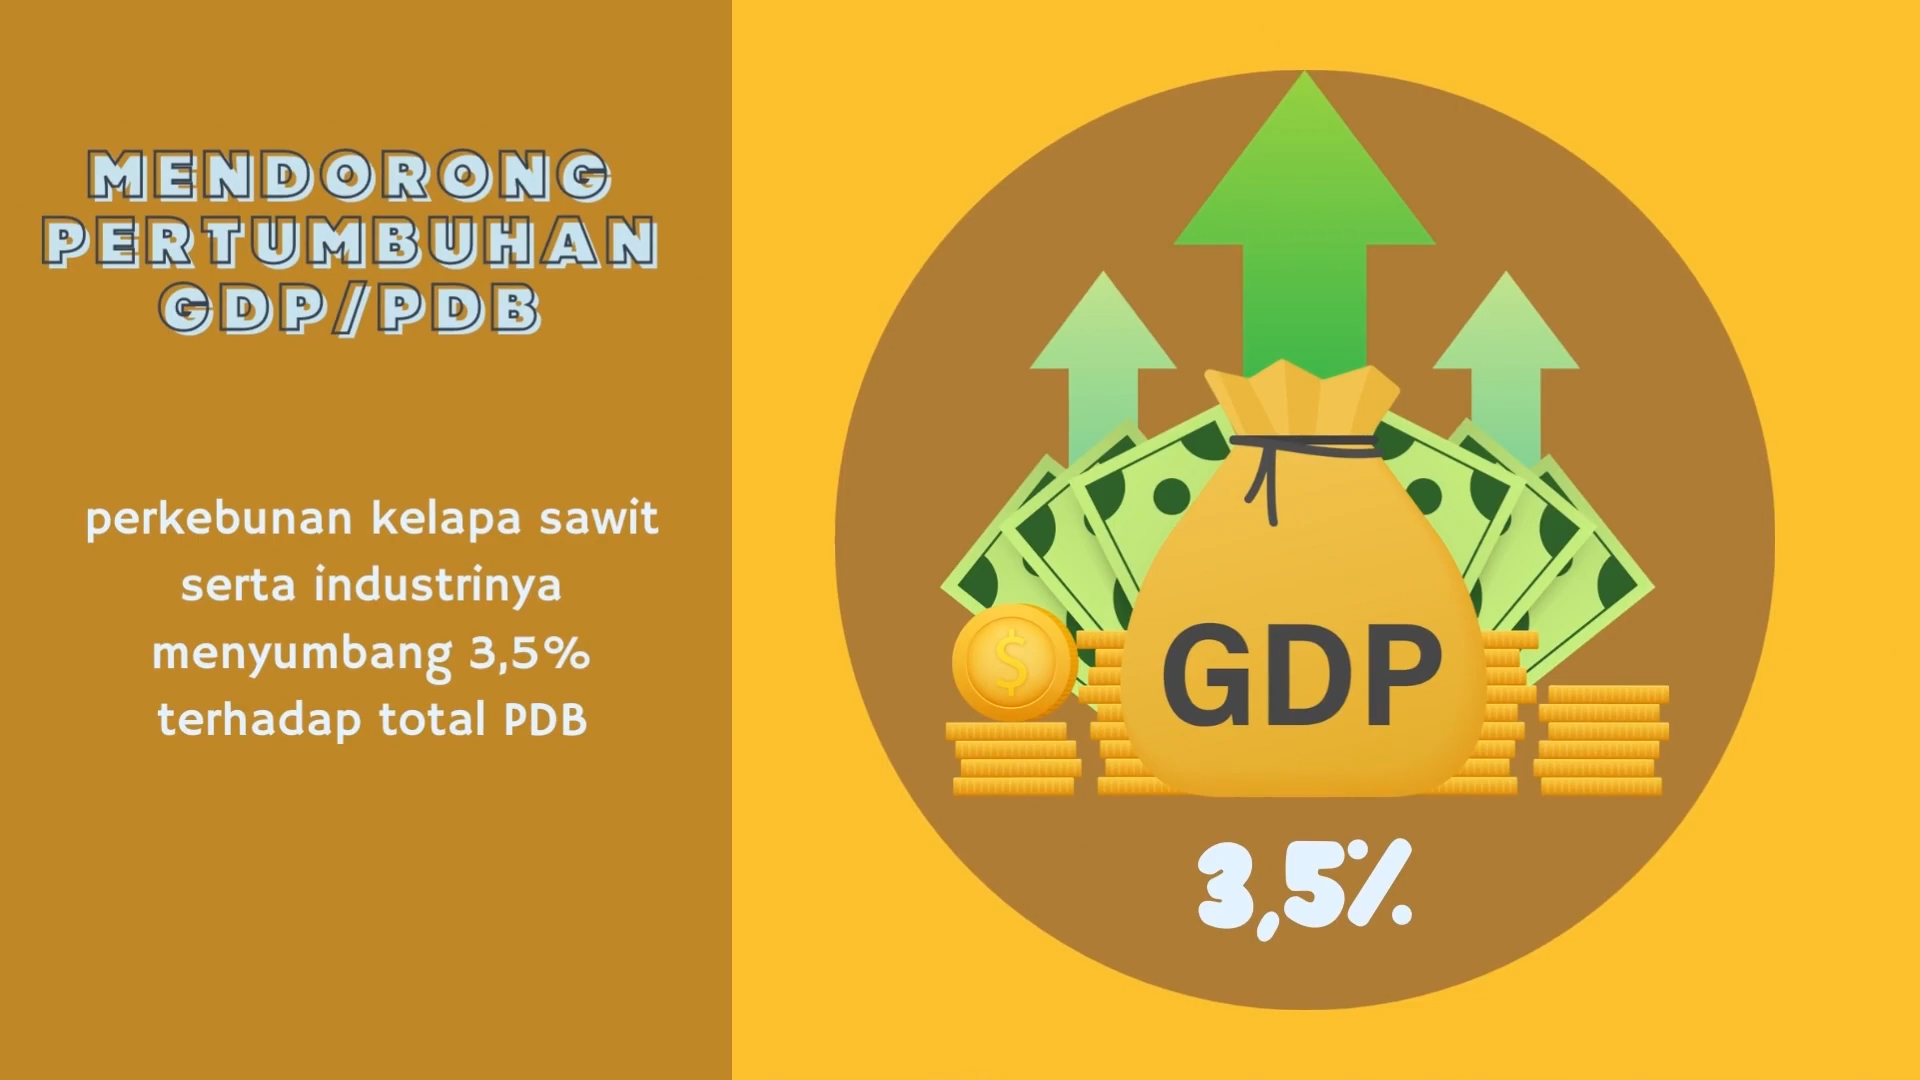 MENDORONG
PERTUMBUHAN
GDP/PDB
perkebunan kelapa sawit
serta industrinya
menyumbang 3,5%
terhadap total PDB
$
GDP
3,5%